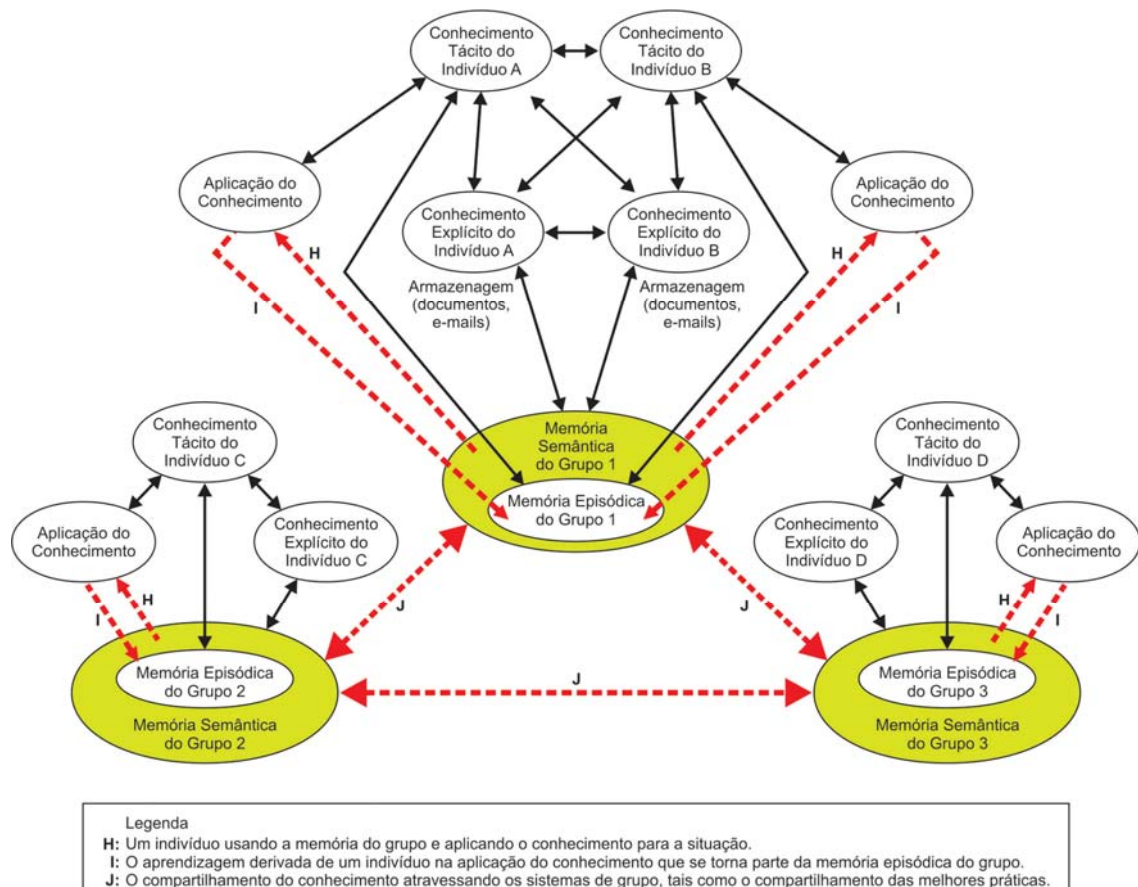 Conhecimento
Tácito do
Indivíduo A
Conhecimento
Tácito do
Indivíduo B
Aplicação do
Conhecimento
Aplicação do
Conhecimento
Conhecimento
Explícito do
Indivíduo A
Conhecimento
Explícito do
Indivíduo B
H
H
I
I
Armazenagem
(documentos,
e-mails)
Armazenagem
(documentos,
e-mails)
Memória
Semântica
do Grupo 1
Memória Episódica
do Grupo 1
Conhecimento
Tácito do
Indivíduo C
Aplicação do
Conhecimento
Conhecimento
Explícito do
Indivíduo C
H
I
Memória Episódica
do Grupo 2
Memória Semântica
do Grupo 2
J
J
J
Conhecimento
Tácito do
Indivíduo D
Conhecimento
Explícito do
Indivíduo D
Aplicação do
Conhecimento
H
I
Memória Episódica
do Grupo 3
Memória Semântica
do Grupo 3
Legenda
H: Um indivíduo usando a memória do grupo e aplicando o conhecimento para a situação.
I: O aprendizagem derivada de um indivíduo na aplicação do conhecimento que se torna parte da memória episódica do grupo.
J: O compartilhamento do conhecimento atravessando os sistemas de grupo, tais como o compartilhamento das melhores práticas.